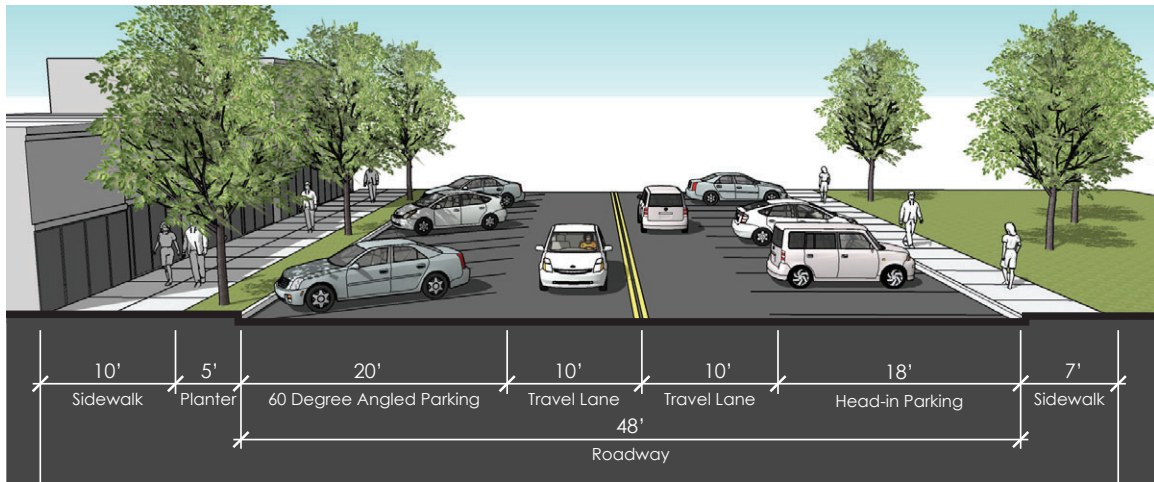 10’ 5’ 20’ 10’ 10’ 18’ 7’
Sidewalk Planter 60 Degree Angled Parking Travel Lane Travel Lane Head-in Parking Sidewalk
48’
Roadway